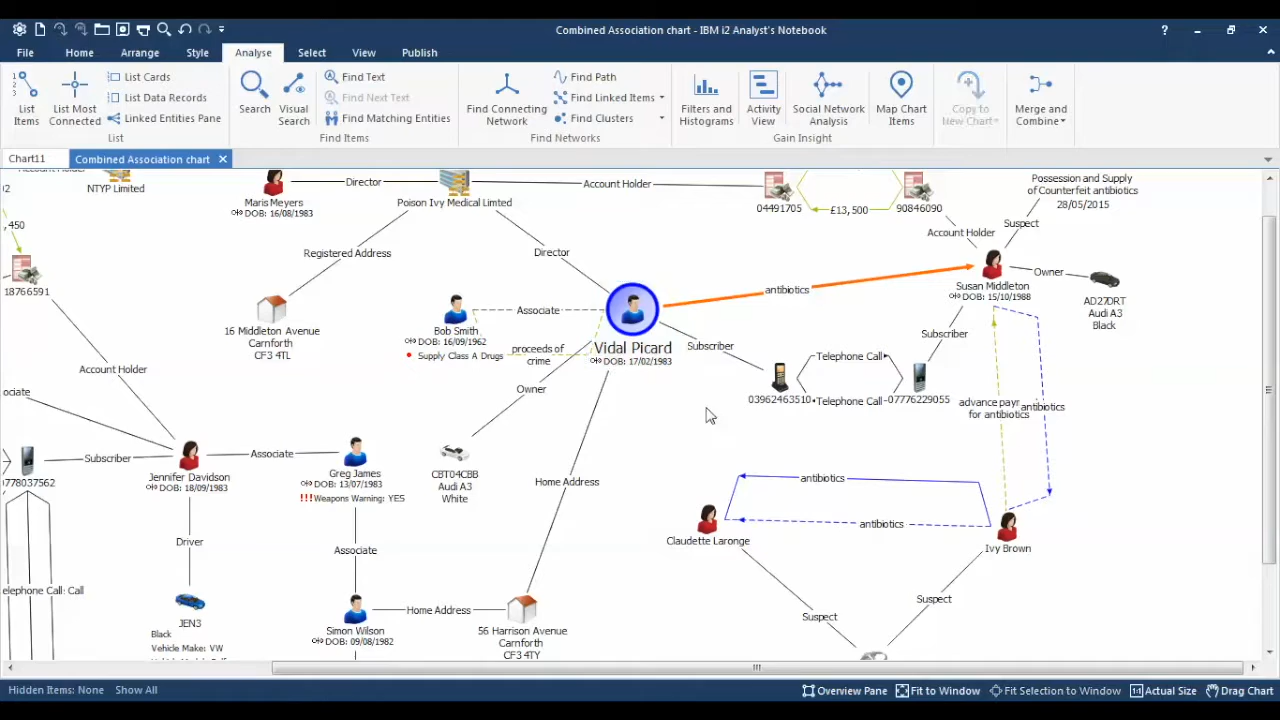 Combined Association chart - IBM i2 Analyst's Notebook
File Home Arrange Style Analyse Select View Publish
List Items
List Most Connected
List Cards
List Data Records
Linked Entities Pane
List
Search
Visual Search
Find Text
Find Next Text
Find Matching Entities
Find Items
Find Connecting Network
Find Path
Find Linked Items
Find Clusters
Find Networks
Filters and Histograms
Activity View
Social Network Analysis
Map Chart Items
Gain Insight
Copy to New Chart
Merge and Combine
Chart11
Combined Association chart
NTYP Limited
Maris Meyers
DOB: 16/08/1983
Director
Poison Ivy Medical Limted
Account Holder
04491705
£13,500
90846090
Possession and Supply
of Counterfeit antibiotics
28/05/2015
Suspect
Account Holder
,450
18766591
Registered Address
Director
16 Middleton Avenue
Carnforth
CF3 4TL
Bob Smith
DOB: 16/09/1962
Supply Class A Drugs
Associate
proceeds of
crime
Vidal Picard
DOB: 17/02/1983
antibiotics
Susan Middleton
DOB: 15/10/1988
Owner
AD27DRT
Audi A3
Black
Subscriber
Subscriber
Telephone Call
Telephone Call
03962463510
07776229055
Account Holder
Owner
CBT04CBB
Audi A3
White
advance payr
for antibiotics
antibiotics
ociate
Subscriber
778037562
Jennifer Davidson
DOB: 18/09/1983
Associate
Greg James
DOB: 13/07/1983
!!!Weapons Warning: YES
Home Address
antibiotics
antibiotics
Claudette Laronge
Ivy Brown
Driver
Associate
elephone Call: Call
JEN3
Black
Vehicle Make: VW
Simon Wilson
DOB: 09/08/1982
Home Address
56 Harrison Avenue
Carnforth
CF3 4TY
Suspect
Suspect
Hidden Items: None Show All
Overview Pane Fit to Window Fit Selection to Window Actual Size Drag Chart